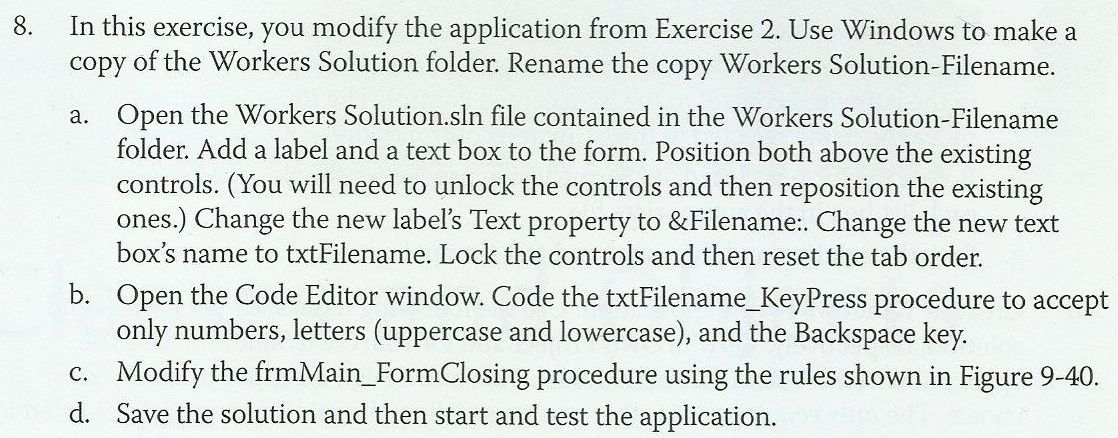 8. In this exercise, you modify the application from Exercise 2. Use Windows to make a
copy of the Workers Solution folder. Rename the copy Workers Solution-Filename.
a. Open the Workers Solution.sln file contained in the Workers Solution-Filename
folder. Add a label and a text box to the form. Position both above the existing
controls. (You will need to unlock the controls and then reposition the existing
ones.) Change the new label's Text property to &Filename:. Change the new text
box's name to txtFilename. Lock the controls and then reset the tab order.
b. Open the Code Editor window. Code the txtFilename_KeyPress procedure to accept
only numbers, letters (uppercase and lowercase), and the Backspace key.
c. Modify the frmMain_FormClosing procedure using the rules shown in Figure 9-40.
d. Save the solution and then start and test the application.